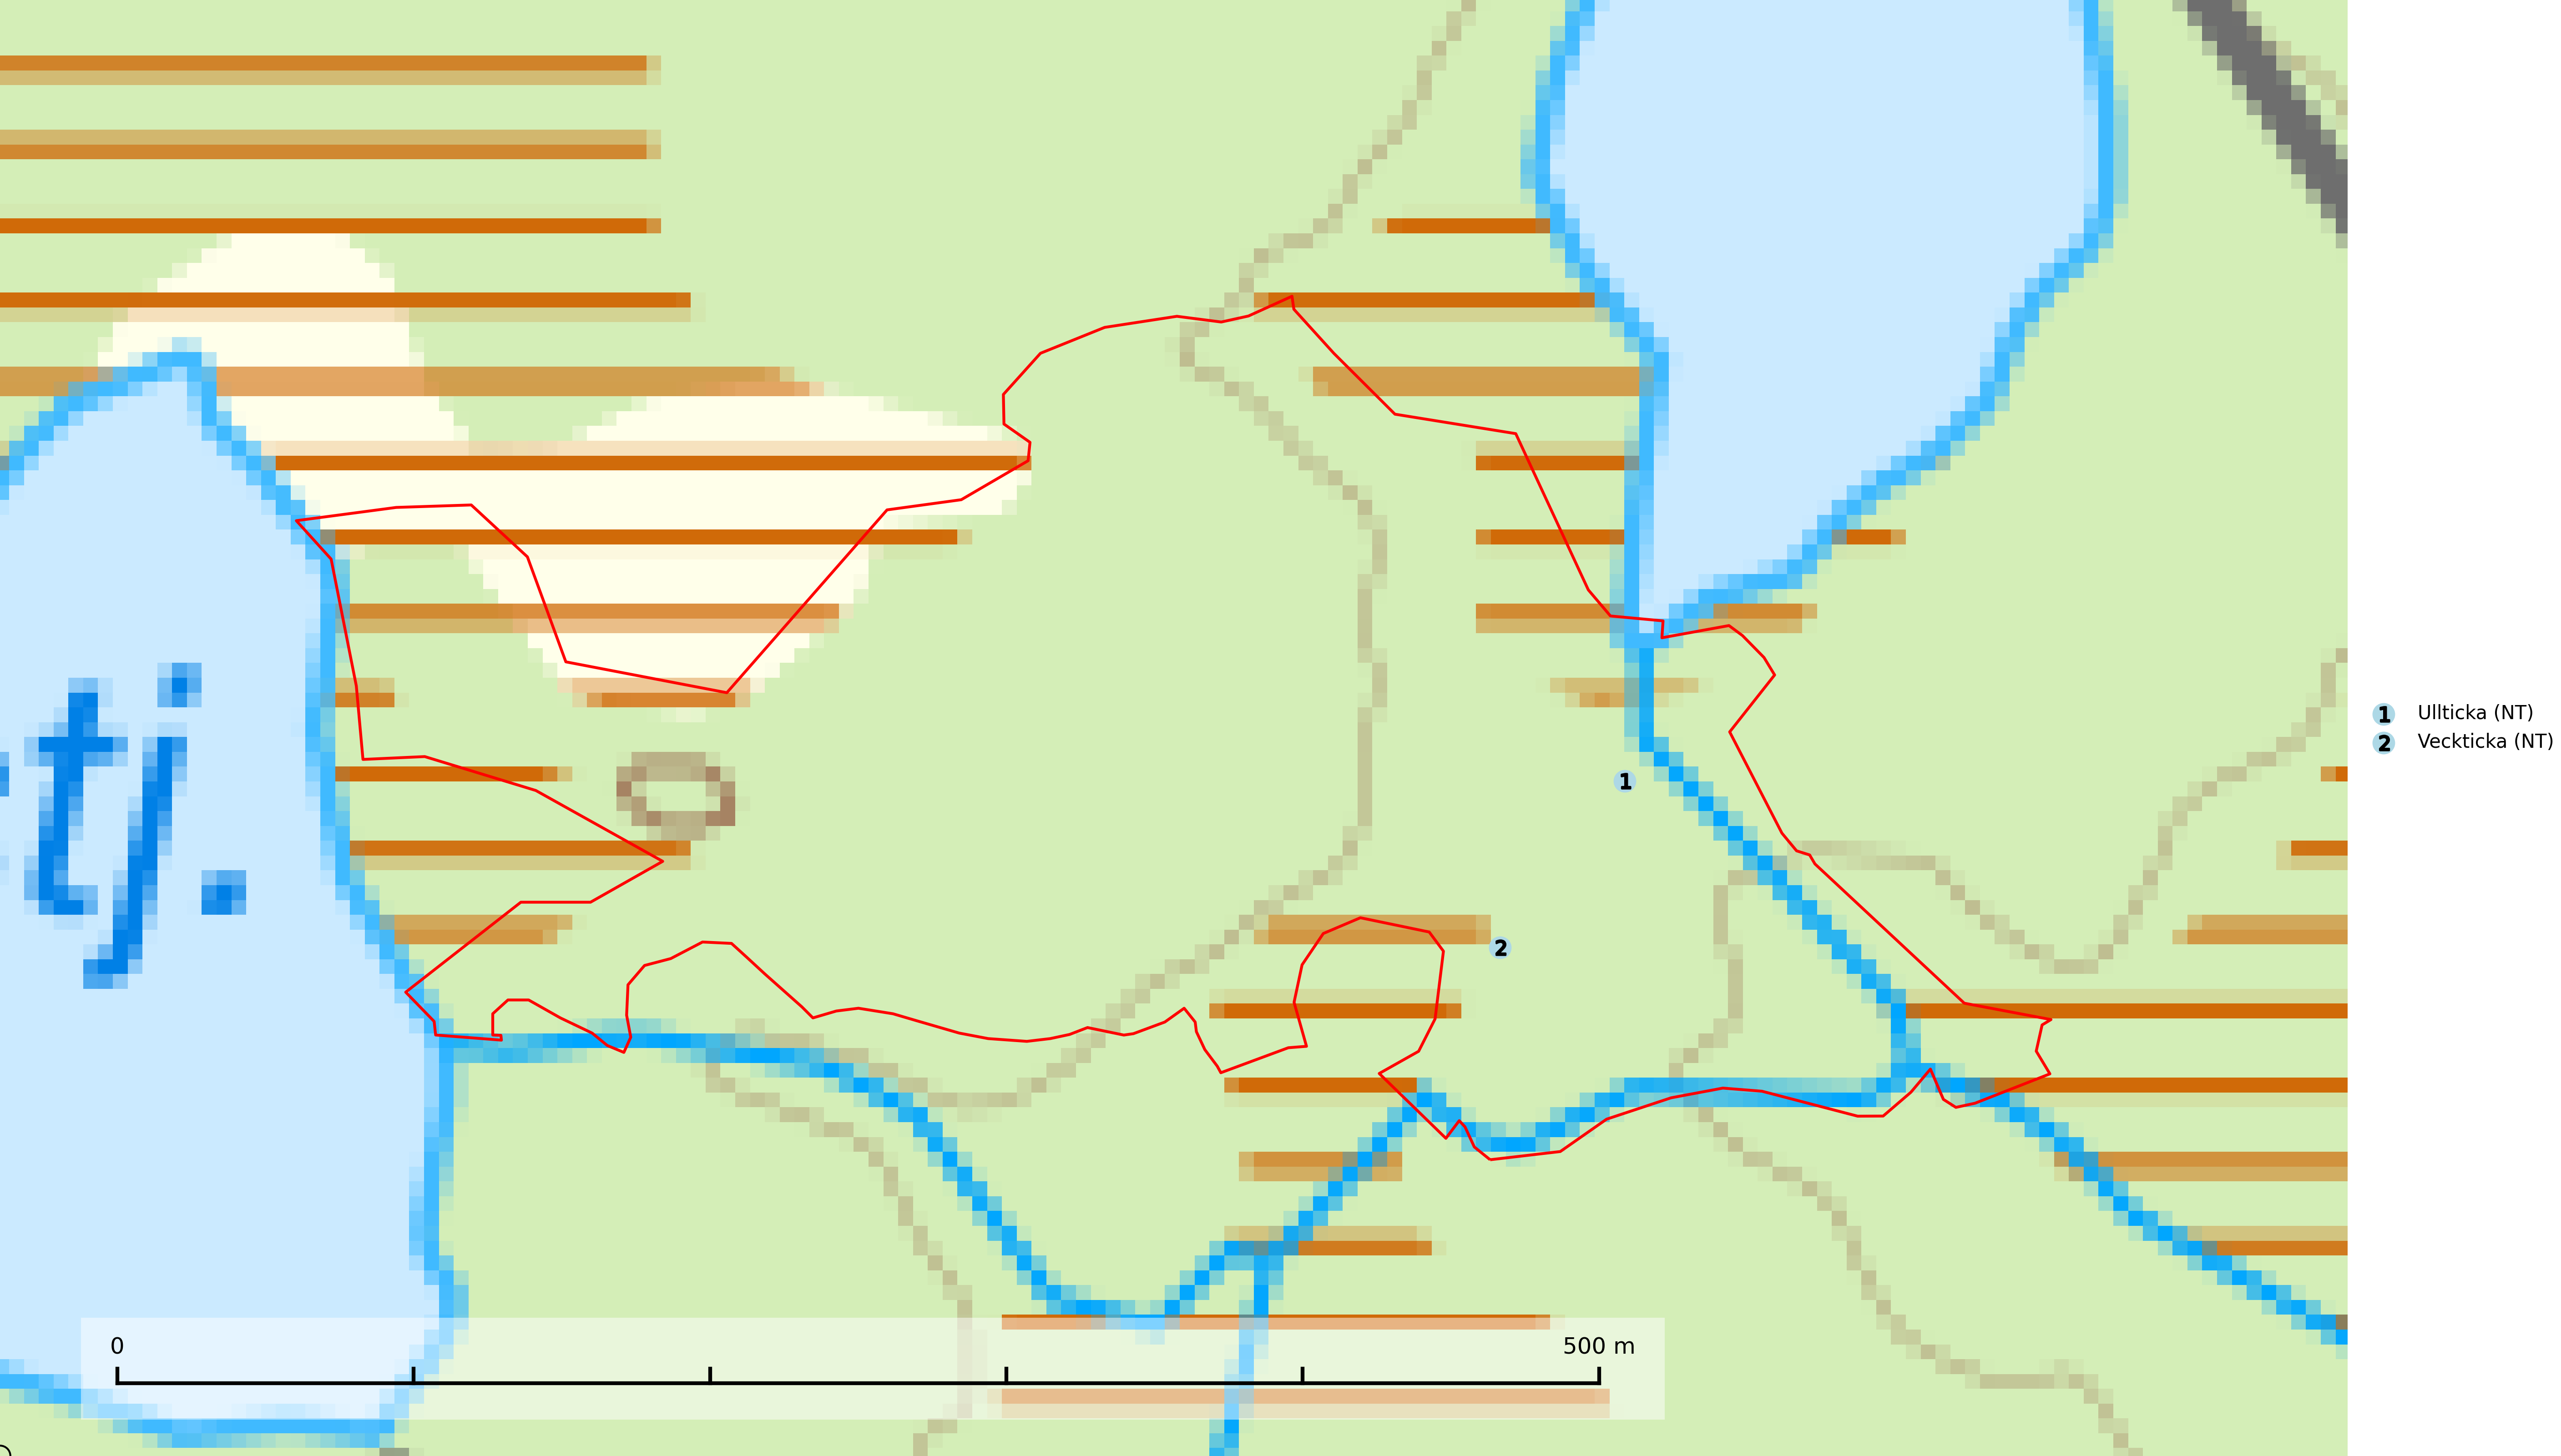 tj.
1
2
0
500 m
1 Ullticka (NT)
2 Veckticka (NT)